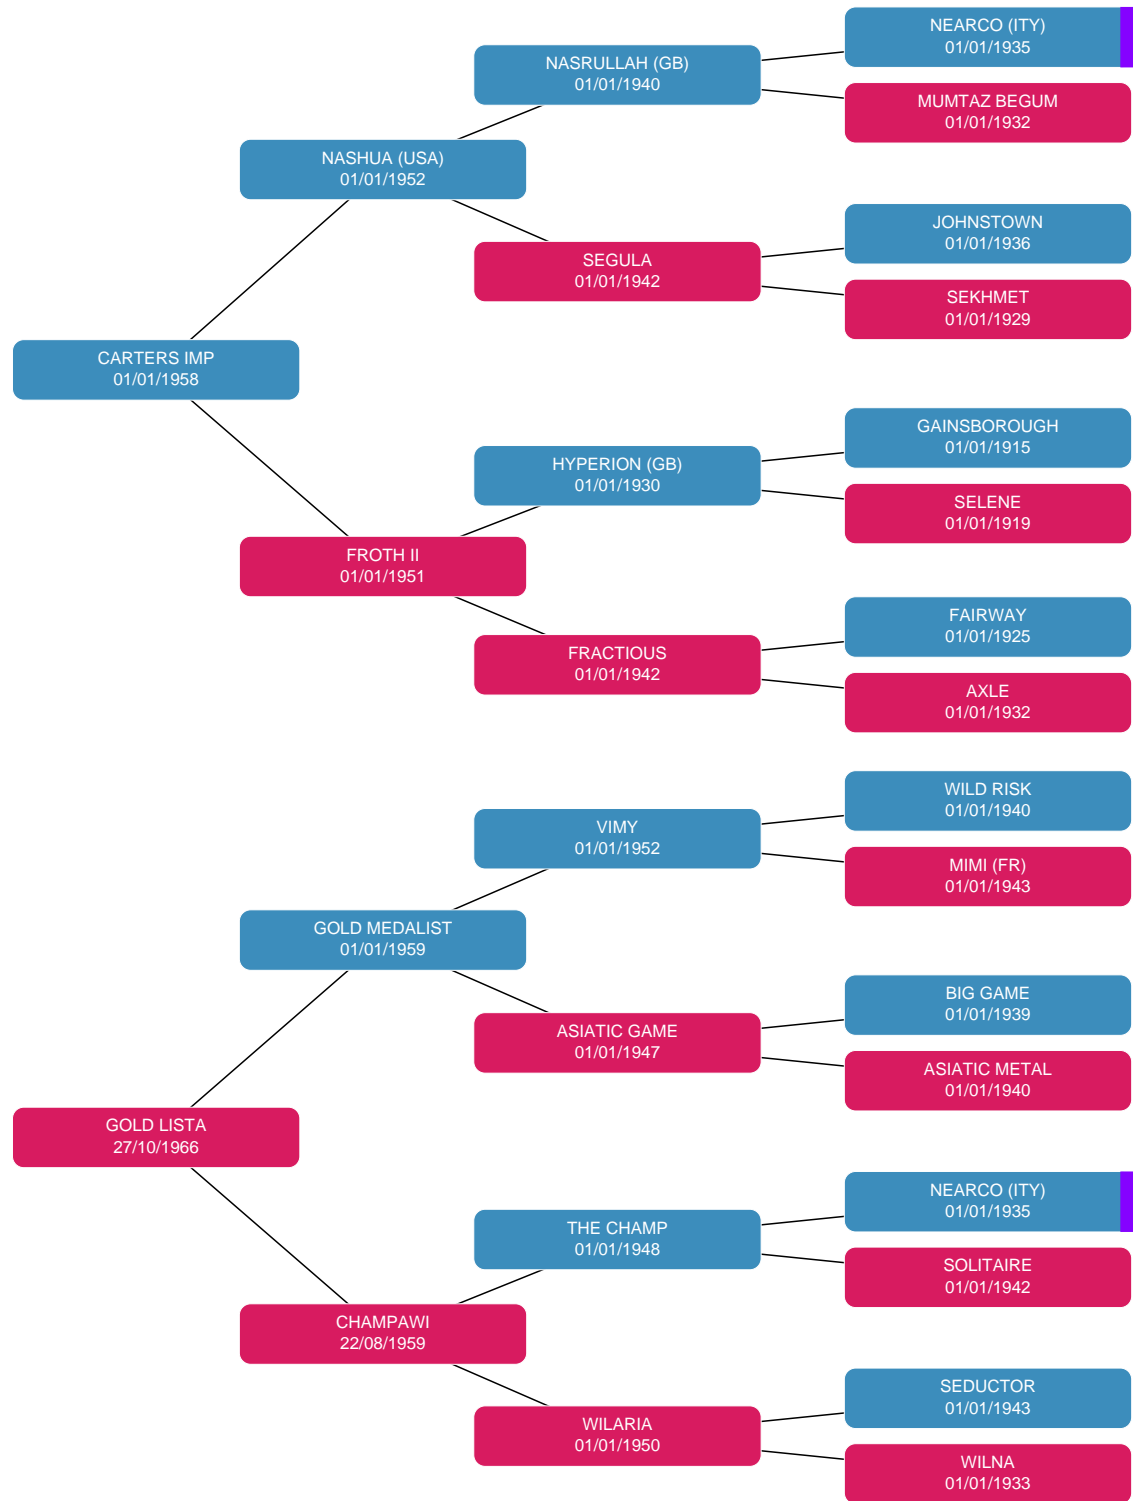 NEARCO (ITY)
01/01/1935
NASRULLAH (GB)
01/01/1940
MUMTAZ BEGUM
01/01/1932
NASHUA (USA)
01/01/1952
JOHNSTOWN
01/01/1936
SEGULA
01/01/1942
SEKHMET
01/01/1929
CARTERS IMP
01/01/1958
GAINSBOROUGH
01/01/1915
HYPERION (GB)
01/01/1930
SELENE
01/01/1919
FROTH II
01/01/1951
FAIRWAY
01/01/1925
FRACTIOUS
01/01/1942
AXLE
01/01/1932
WILD RISK
01/01/1940
VIMY
01/01/1952
MIMI (FR)
01/01/1943
GOLD MEDALIST
01/01/1959
BIG GAME
01/01/1939
ASIATIC GAME
01/01/1947
ASIATIC METAL
01/01/1940
GOLD LISTA
27/10/1966
NEARCO (ITY)
01/01/1935
THE CHAMP
01/01/1948
SOLITAIRE
01/01/1942
CHAMPAWI
22/08/1959
SEDUCTOR
01/01/1943
WILARIA
01/01/1950
WILNA
01/01/1933